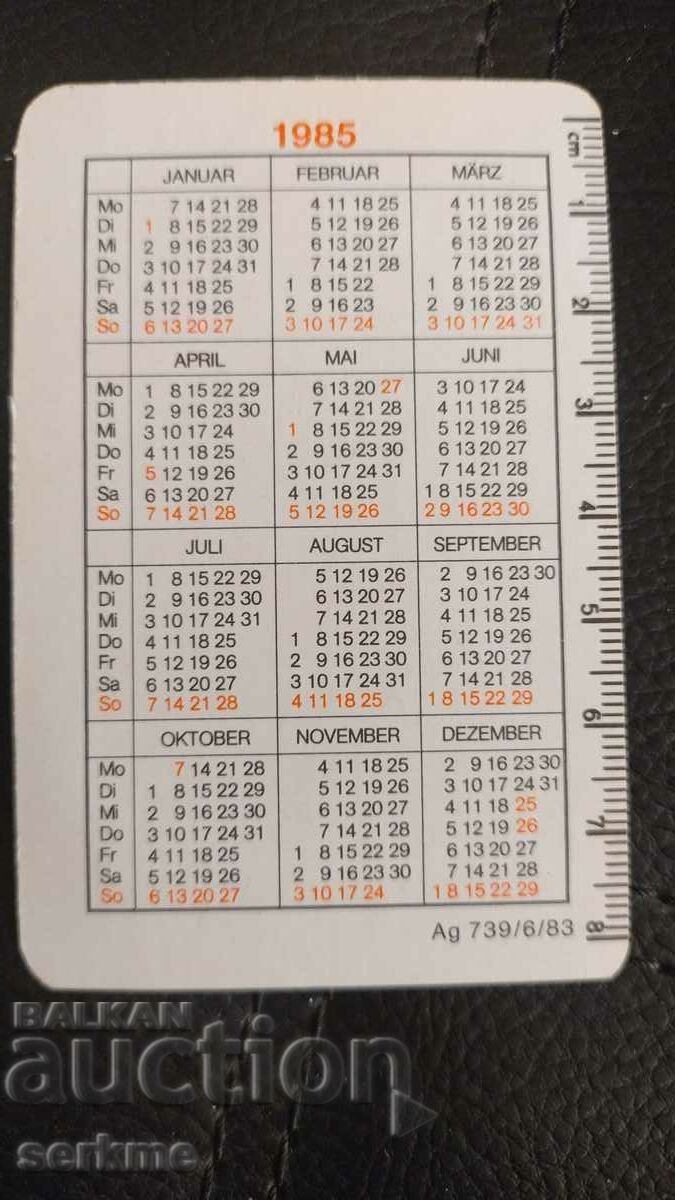 1985
JANUAR FEBRUAR MÄRZ
Mo 7 14 21 28 4 11 18 25 4 11 18 25
Di 1 8 15 22 29 5 12 19 26 5 12 19 26
Mi 2 9 16 23 30 6 13 20 27 6 13 20 27
Do 3 10 17 24 31 7 14 21 28 7 14 21 28
Fr 4 11 18 25 1 8 15 22 1 8 15 22 29
Sa 5 12 19 26 2 9 16 23 2 9 16 23 30
So 6 13 20 27 3 10 17 24 3 10 17 24 31
APRIL MAI JUNI
Mo 1 8 15 22 29 6 13 20 27 3 10 17 24
Di 2 9 16 23 30 7 14 21 28 4 11 18 25
Mi 3 10 17 24 1 8 15 22 29 5 12 19 26
Do 4 11 18 25 2 9 16 23 30 6 13 20 27
Fr 5 12 19 26 3 10 17 24 31 7 14 21 28
Sa 6 13 20 27 4 11 18 25 1 8 15 22 29
So 7 14 21 28 5 12 19 26 2 9 16 23 30
JULI AUGUST SEPTEMBER
Mo 1 8 15 22 29 5 12 19 26 2 9 16 23 30
Di 2 9 16 23 30 6 13 20 27 3 10 17 24
Mi 3 10 17 24 31 7 14 21 28 4 11 18 25
Do 4 11 18 25 1 8 15 22 29 5 12 19 26
Fr 5 12 19 26 2 9 16 23 30 6 13 20 27
Sa 6 13 20 27 3 10 17 24 31 7 14 21 28
So 7 14 21 28 4 11 18 25 1 8 15 22 29
OKTOBER NOVEMBER DEZEMBER
Mo 7 14 21 28 4 11 18 25 2 9 16 23 30
Di 1 8 15 22 29 5 12 19 26 3 10 17 24 31
Mi 2 9 16 23 30 6 13 20 27 4 11 18 25
Do 3 10 17 24 31 7 14 21 28 5 12 19 26
Fr 4 11 18 25 1 8 15 22 29 6 13 20 27
Sa 5 12 19 26 2 9 16 23 30 7 14 21 28
So 6 13 20 27 3 10 17 24 1 8 15 22 29
Ag 739/6/83
cm
1
2
3
4
5
6
7
8
BALKAN
auction
serkme